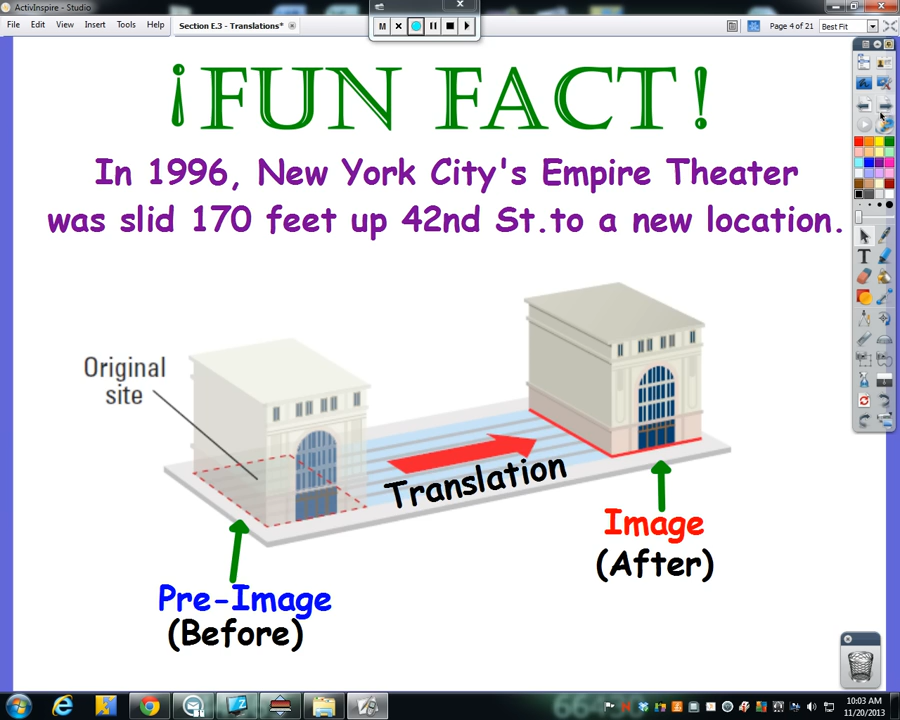 ActivInspire - Studio
File Edit View Insert Tools Help
Section E.3 - Translations*
M
Page 4 of 21
Best Fit
¡FUN FACT!
In 1996, New York City's Empire Theater
was slid 170 feet up 42nd St.to a new location.
Original
site
Translation
Image
(After)
Pre-Image
(Before)
10:03 AM
11/20/2013